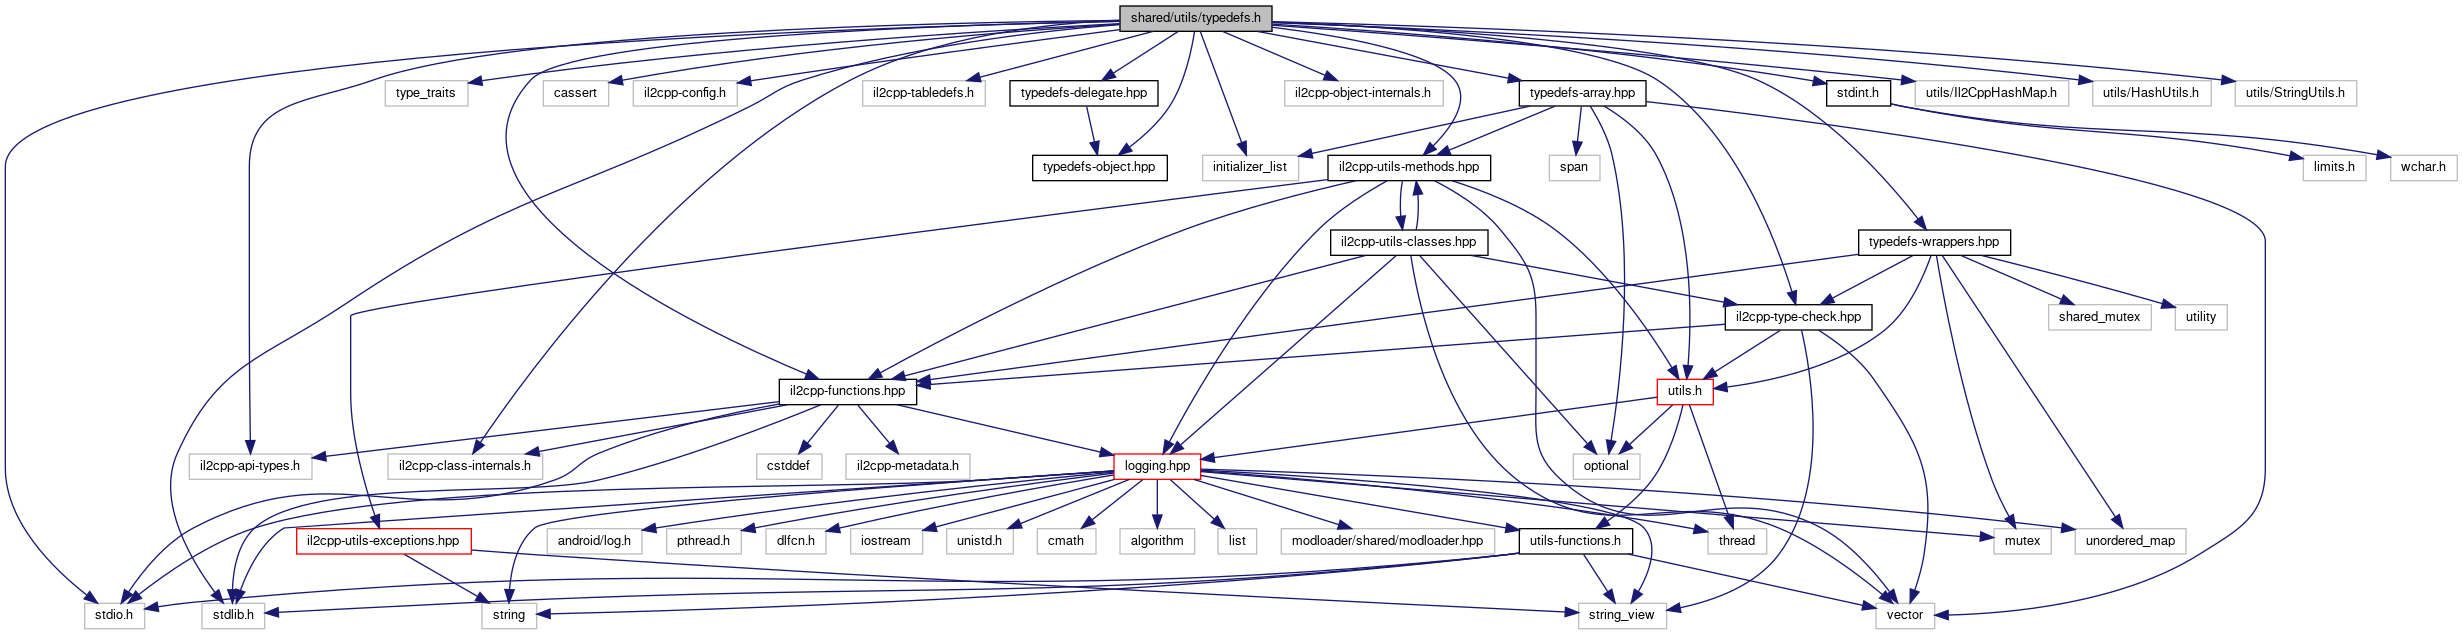 shared/utils/typedefs.h
type_traits
cassert
il2cpp-config.h
il2cpp-tabledefs.h
typedefs-delegate.hpp
il2cpp-object-internals.h
typedefs-array.hpp
stdint.h
utils/Il2CppHashMap.h
utils/HashUtils.h
utils/StringUtils.h
typedefs-object.hpp
initializer_list
il2cpp-utils-methods.hpp
span
limits.h
wchar.h
il2cpp-utils-classes.hpp
typedefs-wrappers.hpp
il2cpp-type-check.hpp
shared_mutex
utility
il2cpp-functions.hpp
utils.h
il2cpp-api-types.h
il2cpp-class-internals.h
cstddef
il2cpp-metadata.h
logging.hpp
optional
il2cpp-utils-exceptions.hpp
android/log.h
pthread.h
dlfcn.h
iostream
unistd.h
cmath
algorithm
list
modloader/shared/modloader.hpp
utils-functions.h
thread
mutex
unordered_map
stdio.h
stdlib.h
string
string_view
vector